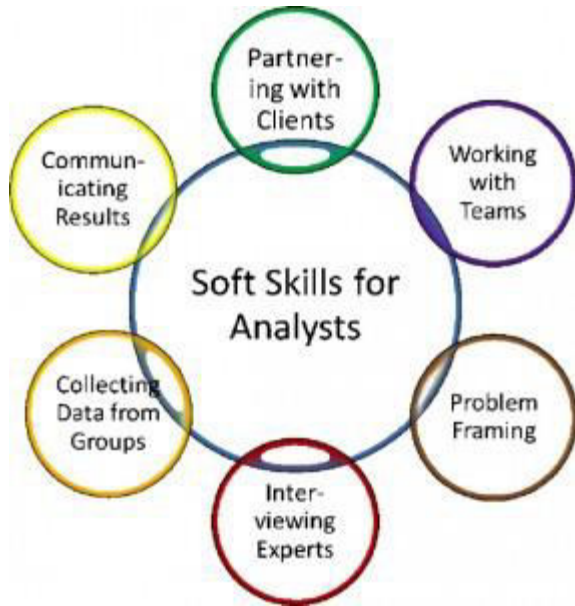 Partner-
ing with
Clients
Working
with
Teams
Problem
Framing
Inter-
viewing
Experts
Collecting
Data from
Groups
Commun-
icating
Results
Soft Skills for
Analysts